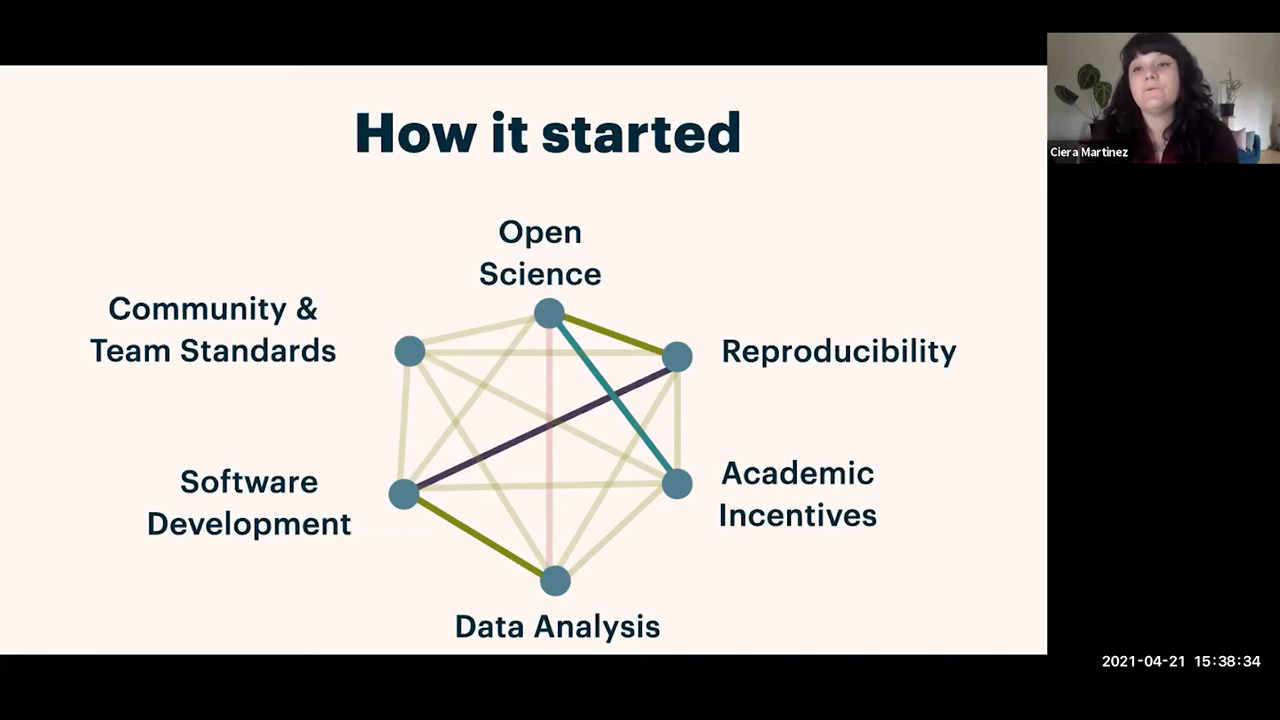 How it started
Open
Science
Community &
Team Standards
Reproducibility
Software
Development
Academic
Incentives
Data Analysis
Ciera Martinez
2021-04-21 15:38:34